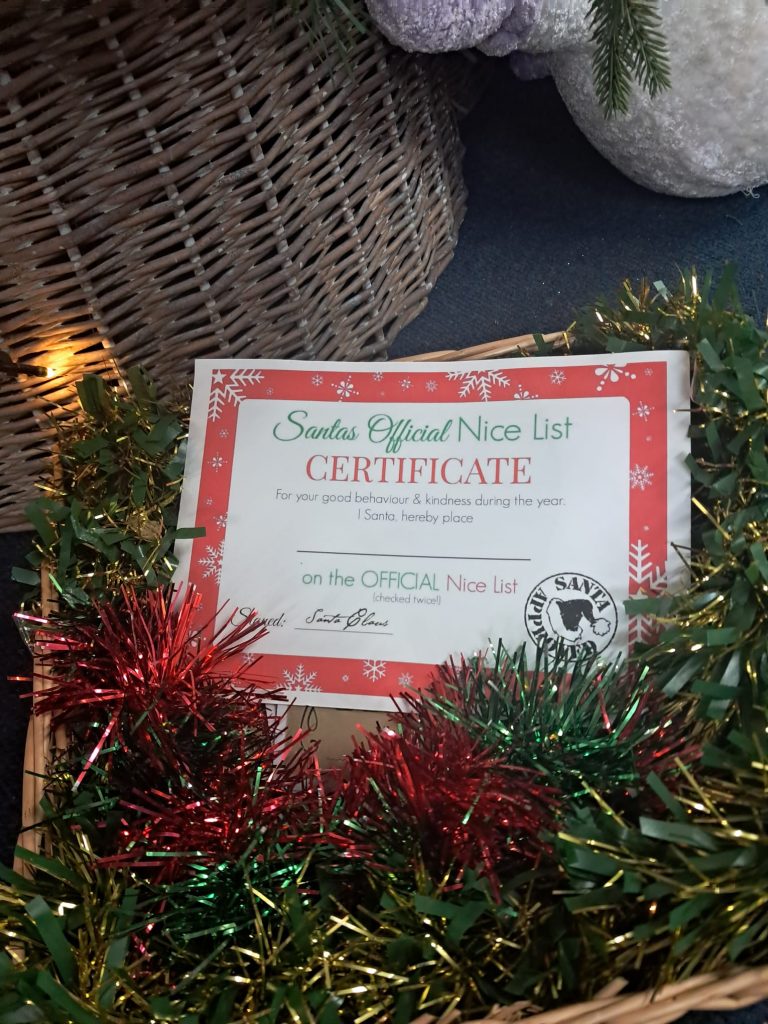 Santas Official Nice List
CERTIFICATE
For your good behaviour & kindness during the year.
I Santa, hereby place
on the OFFICIAL Nice List
(checked twice!)
Signed: Santa Claus
SANTA
APPROVED